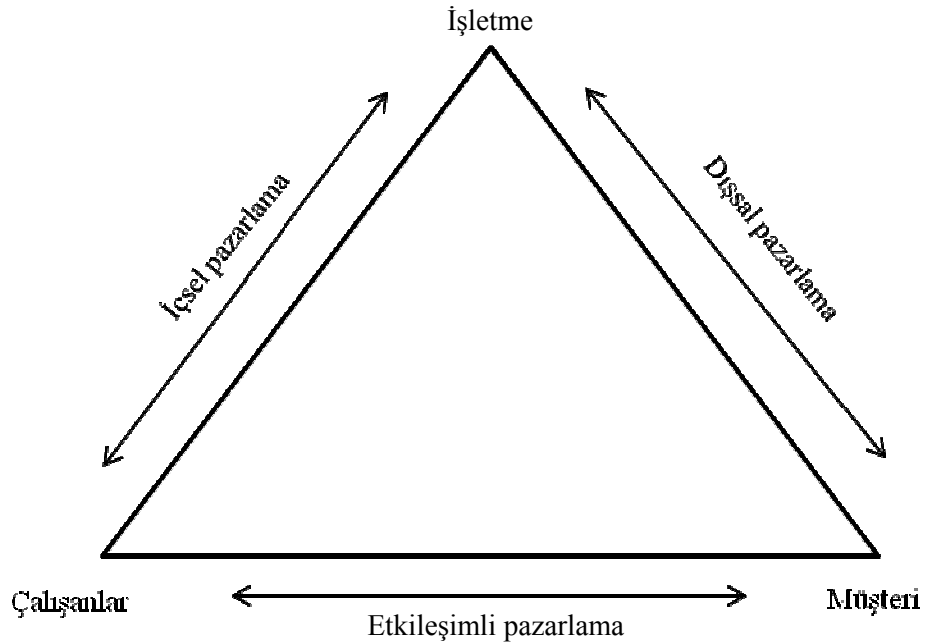 İşletme
İçsel pazarlama
Dışsal pazarlama
Çalışanlar
Müşteri
Etkileşimli pazarlama